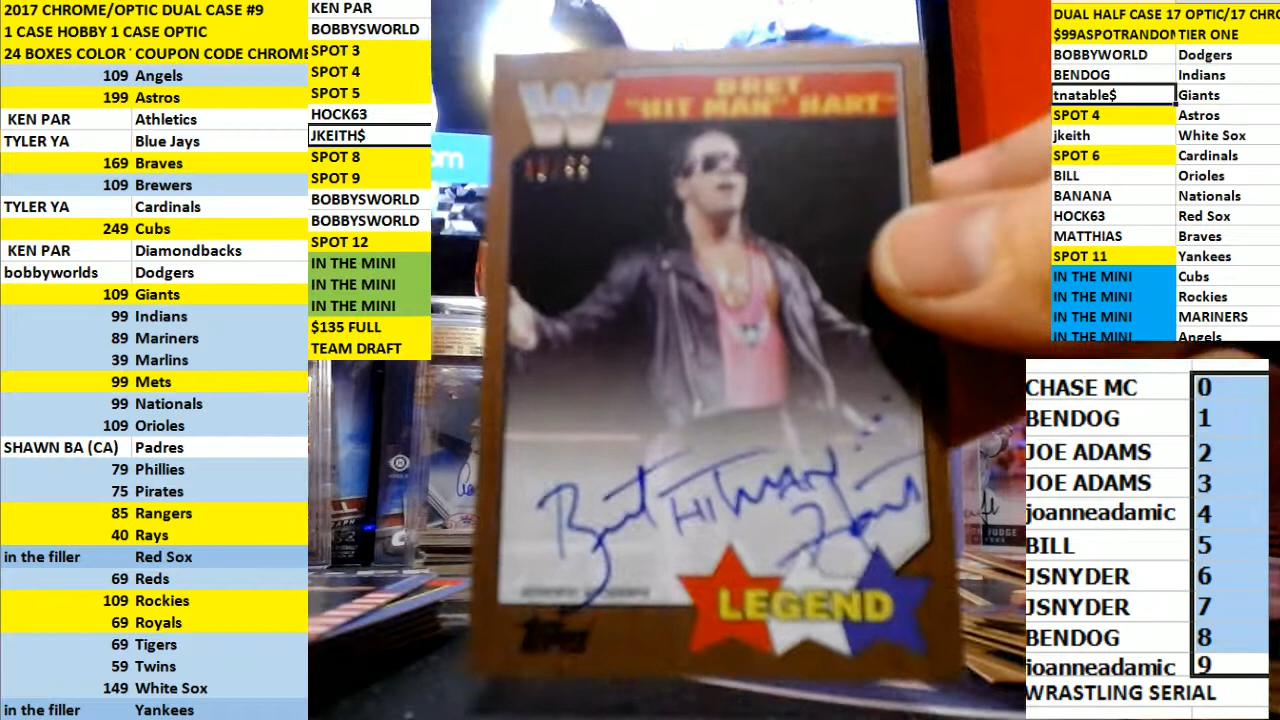 2017 CHROME/OPTIC DUAL CASE #9
1 CASE HOBBY 1 CASE OPTIC
24 BOXES COLOR COUPON CODE CHROME
109 Angels
199 Astros
KEN PAR Athletics
TYLER YA Blue Jays
169 Braves
109 Brewers
TYLER YA Cardinals
249 Cubs
KEN PAR Diamondbacks
bobbyworlds Dodgers
109 Giants
99 Indians
89 Mariners
39 Marlins
99 Mets
99 Nationals
109 Orioles
SHAWN BA (CA) Padres
79 Phillies
75 Pirates
85 Rangers
40 Rays
in the filler Red Sox
69 Reds
109 Rockies
69 Royals
69 Tigers
59 Twins
149 White Sox
in the filler Yankees
KEN PAR
BOBBYSWORLD
SPOT 3
SPOT 4
SPOT 5
HOCK63
JKEITH$
SPOT 8
SPOT 9
BOBBYSWORLD
BOBBYSWORLD
SPOT 12
IN THE MINI
IN THE MINI
IN THE MINI
$135 FULL
TEAM DRAFT
BRET
"HIT MAN" HART
Bret HITMAN Hart
LEGEND
Topps
om
DUAL HALF CASE 17 OPTIC/17 CHRO
$99ASPOTRANDOM TIER ONE
BOBBYWORLD Dodgers
BENDOG Indians
tnatable$ Giants
SPOT 4 Astros
jkeith White Sox
SPOT 6 Cardinals
BILL Orioles
BANANA Nationals
HOCK63 Red Sox
MATTHIAS Braves
SPOT 11 Yankees
IN THE MINI Cubs
IN THE MINI Rockies
IN THE MINI MARINERS
IN THE MINI Angels
CHASE MC 0
BENDOG 1
JOE ADAMS 2
JOE ADAMS 3
joanneadamic 4
BILL 5
JSNYDER 6
JSNYDER 7
BENDOG 8
joanneadamic 9
WRASTLING SERIAL